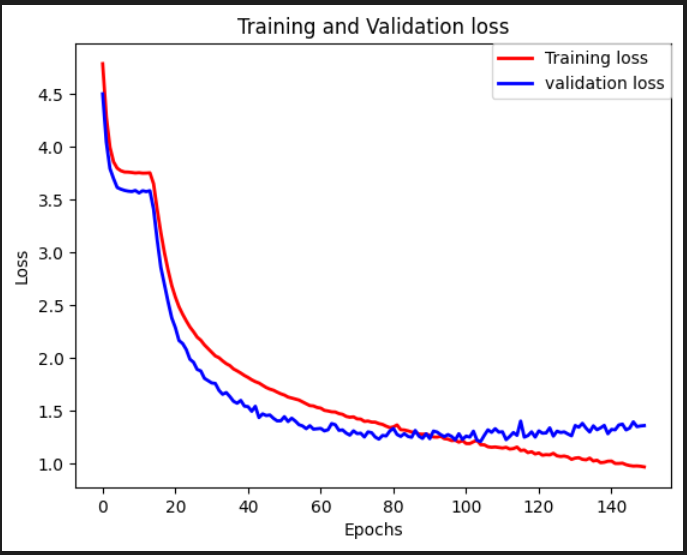 Training and Validation loss
Training loss
validation loss
4.5
4.0
3.5
3.0
2.5
2.0
1.5
1.0
Loss
0 20 40 60 80 100 120 140
Epochs